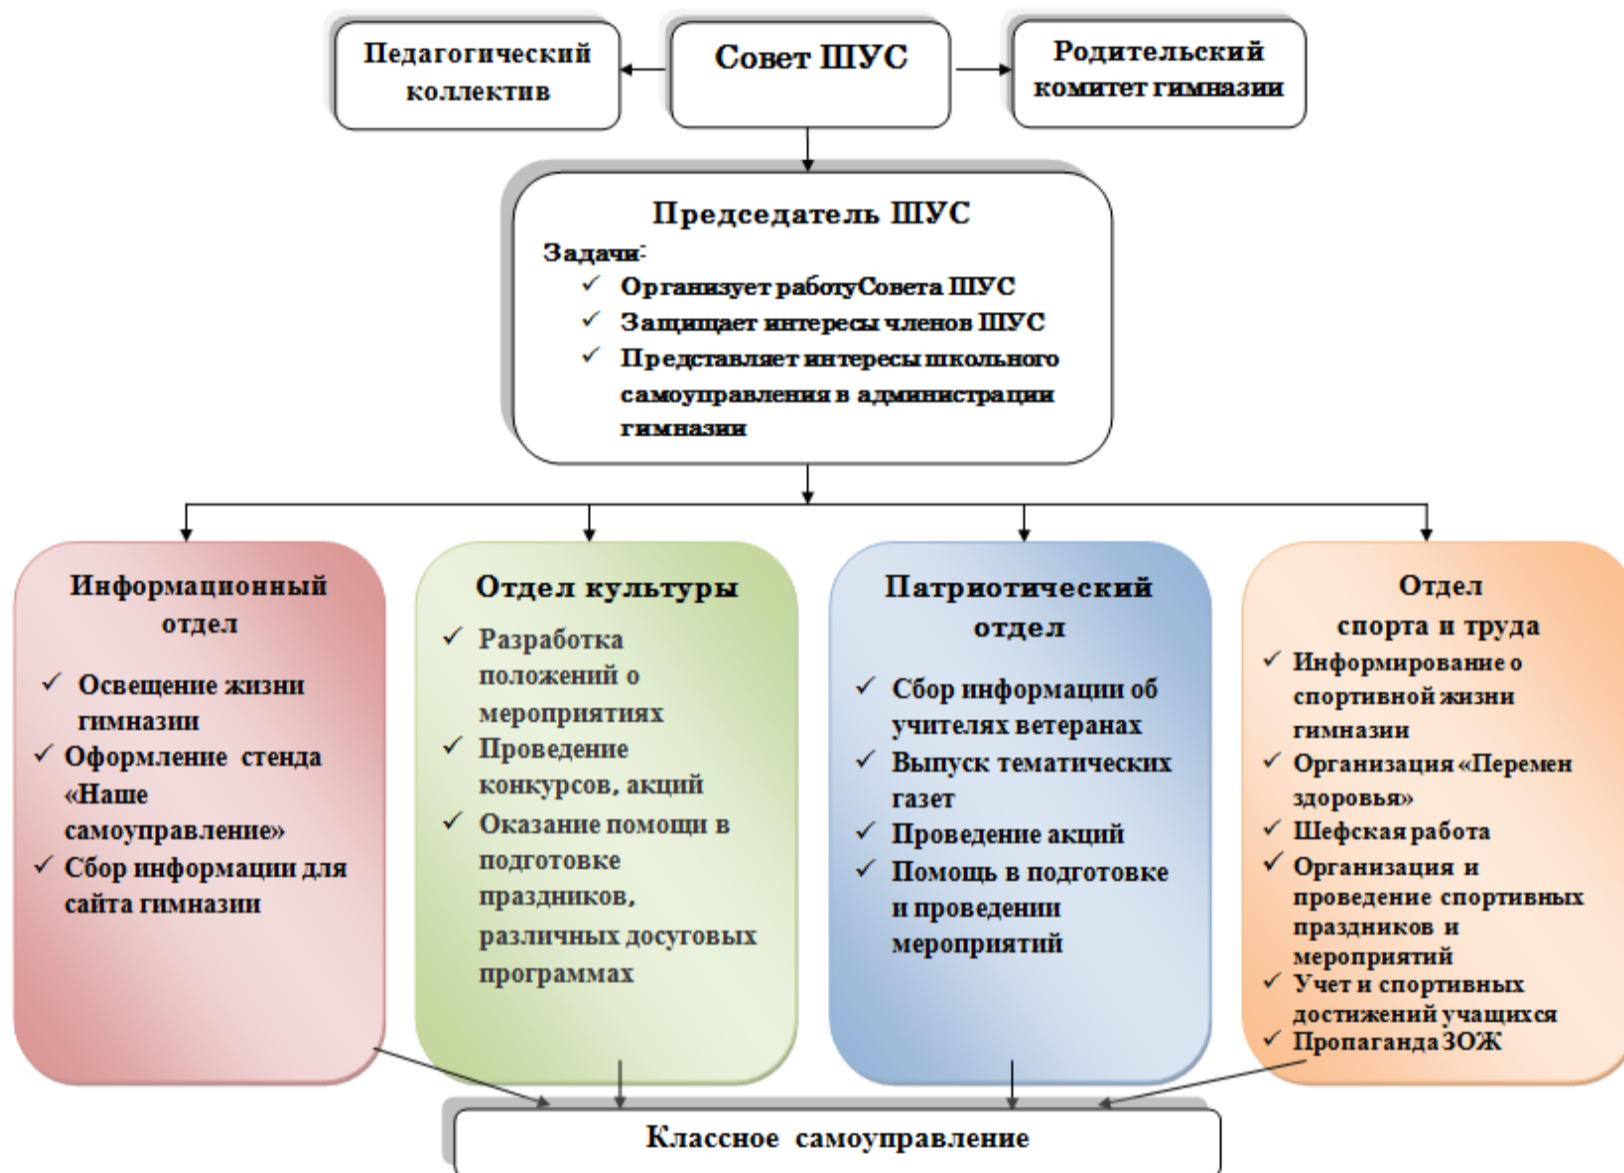 Педагогический
коллектив
Совет ШУС
Родительский
комитет гимназии
Председатель ШУС
Задачи:
Организует работуСовета ШУС
Защищает интересы членов ШУС
Представляет интересы школьного
самоуправления в администрации
гимназии
Информационный
отдел
Освещение жизни
гимназии
Оформление стенда
«Наше
самоуправление»
Сбор информации для
сайта гимназии
Отдел культуры
Разработка
положений о
мероприятиях
Проведение
конкурсов, акций
Оказание помощи в
подготовке
праздников,
различных досуговых
программах
Патриотический
отдел
Сбор информации об
учителях ветеранах
Выпуск тематических
газет
Проведение акций
Помощь в подготовке
и проведении
мероприятий
Отдел
спорта и труда
Информирование о
спортивной жизни
гимназии
Организация «Перемен
здоровья»
Шефская работа
Организация и
проведение спортивных
праздников и
мероприятий
Учет и спортивных
достижений учащихся
Пропаганда ЗОЖ
Классное самоуправление